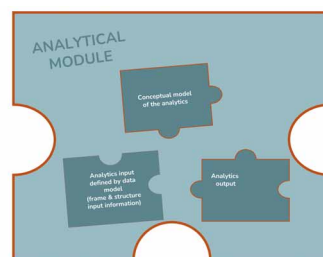 ANALYTICAL
MODULE
Conceptual model
of the analytics
Analytics input
defined by data
model
(frame & structure
input information)
Analytics
output